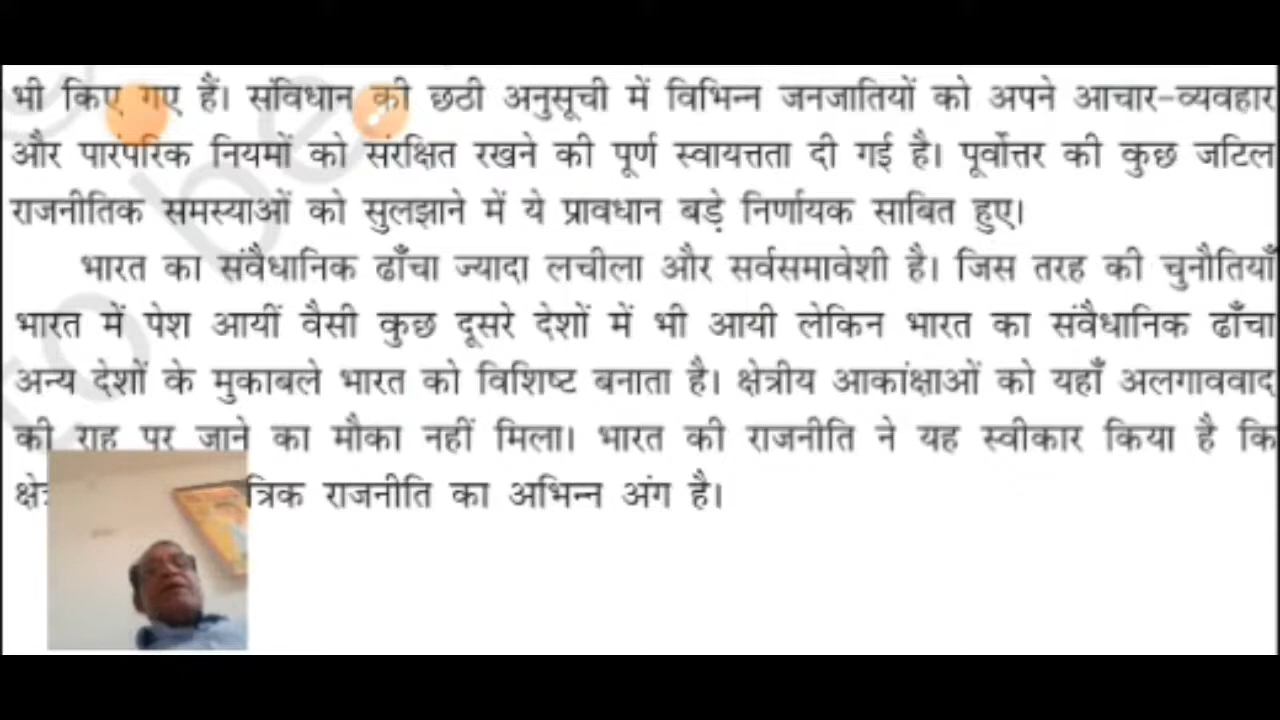 भी किए गए हैं। संविधान की छठी अनुसूची में विभिन्न जनजातियों को अपने आचार-व्यवहार
और पारंपरिक नियमों को संरक्षित रखने की पूर्ण स्वायत्तता दी गई है। पूर्वोत्तर की कुछ जटिल
राजनीतिक समस्याओं को सुलझाने में ये प्रावधान बड़े निर्णायक साबित हुए।
भारत का संवैधानिक ढाँचा ज्यादा लचीला और सर्वसमावेशी है। जिस तरह की चुनौतियाँ
भारत में पेश आयीं वैसी कुछ दूसरे देशों में भी आयी लेकिन भारत का संवैधानिक ढाँचा
अन्य देशों के मुकाबले भारत को विशिष्ट बनाता है। क्षेत्रीय आकांक्षाओं को यहाँ अलगाववाद
की राह पर जाने का मौका नहीं मिला। भारत की राजनीति ने यह स्वीकार किया है कि
राजनीति का अभिन्न अंग है।